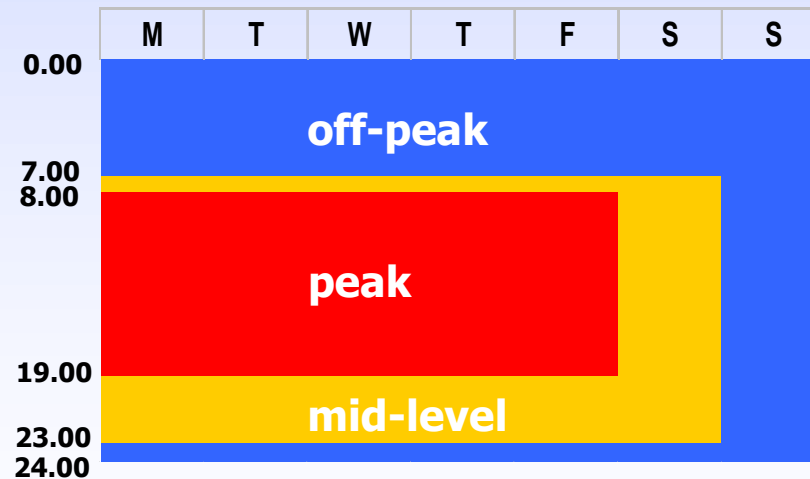 M T W T F S S
0.00
off-peak
7.00
8.00
peak
19.00
mid-level
23.00
24.00